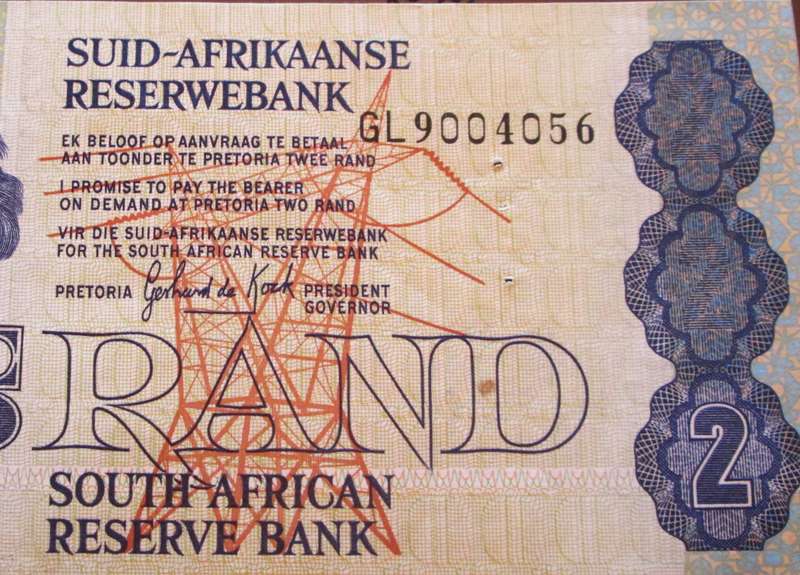 SUID-AFRIKAANSE
RESERWEBANK
GL9004056
EK BELOOF OP AANVRAAG TE BETAAL
AAN TOONDER TE PRETORIA TWEE RAND
I PROMISE TO PAY THE BEARER
ON DEMAND AT PRETORIA TWO RAND
VIR DIE SUID-AFRIKAANSE RESERWEBANK
FOR THE SOUTH AFRICAN RESERVE BANK
PRETORIA Gerhard de Kock PRESIDENT
GOVERNOR
RAND
2
SOUTH AFRICAN
RESERVE BANK